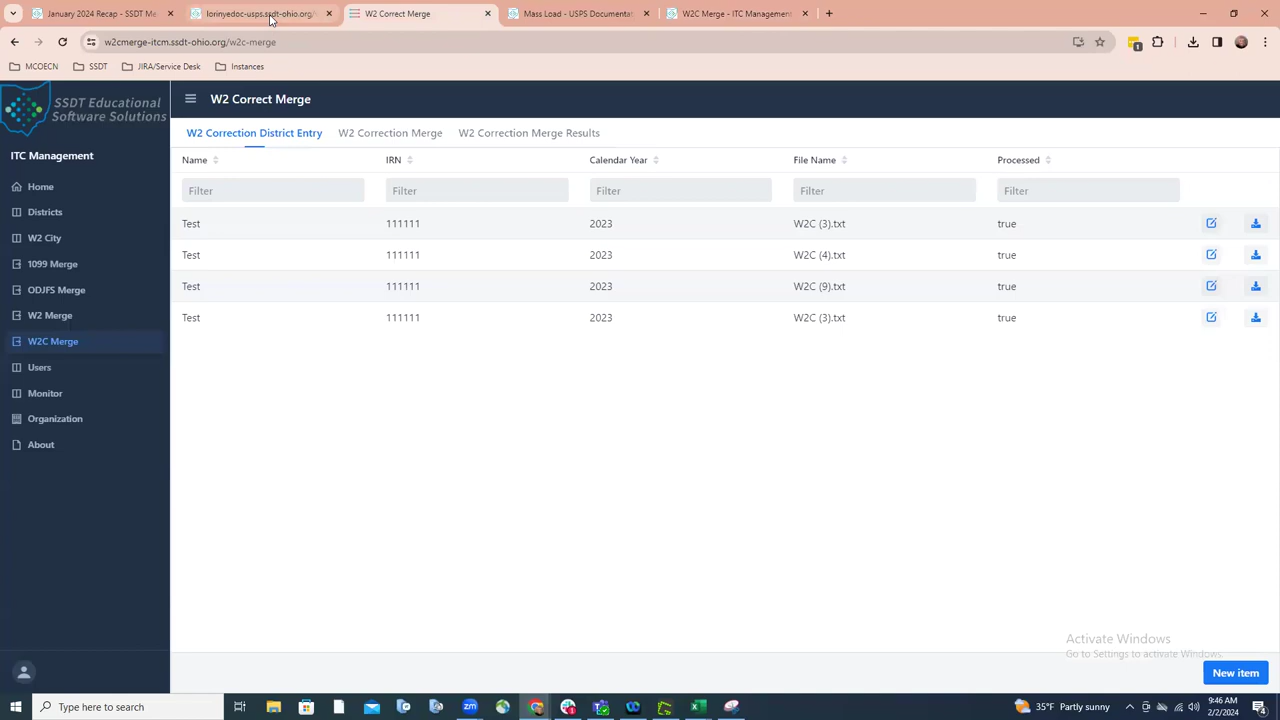 January 2024 Recap - SSDT Me
lorinyedoc-usps.ssdt-ohio.org/
W2 Correct Merge
Mass Load - USPS Documentat
W2C Merge - ITC Management
w2cmerge-itcm.ssdt-ohio.org/w2c-merge
MCOECN
SSDT
JIRA/Service Desk
Instances
SSDT Educational
Software Solutions
W2 Correct Merge
ITC Management
Home
Districts
W2 City
1099 Merge
ODJFS Merge
W2 Merge
W2C Merge
Users
Monitor
Organization
About
W2 Correction District Entry W2 Correction Merge W2 Correction Merge Results
Name IRN Calendar Year File Name Processed
Filter Filter Filter Filter Filter
Test 111111 2023 W2C (3).txt true
Test 111111 2023 W2C (4).txt true
Test 111111 2023 W2C (9).txt true
Test 111111 2023 W2C (3).txt true
Activate Windows
Go to Settings to activate Windows.
New item
Type here to search
35°F Partly sunny
9:46 AM
2/2/2024